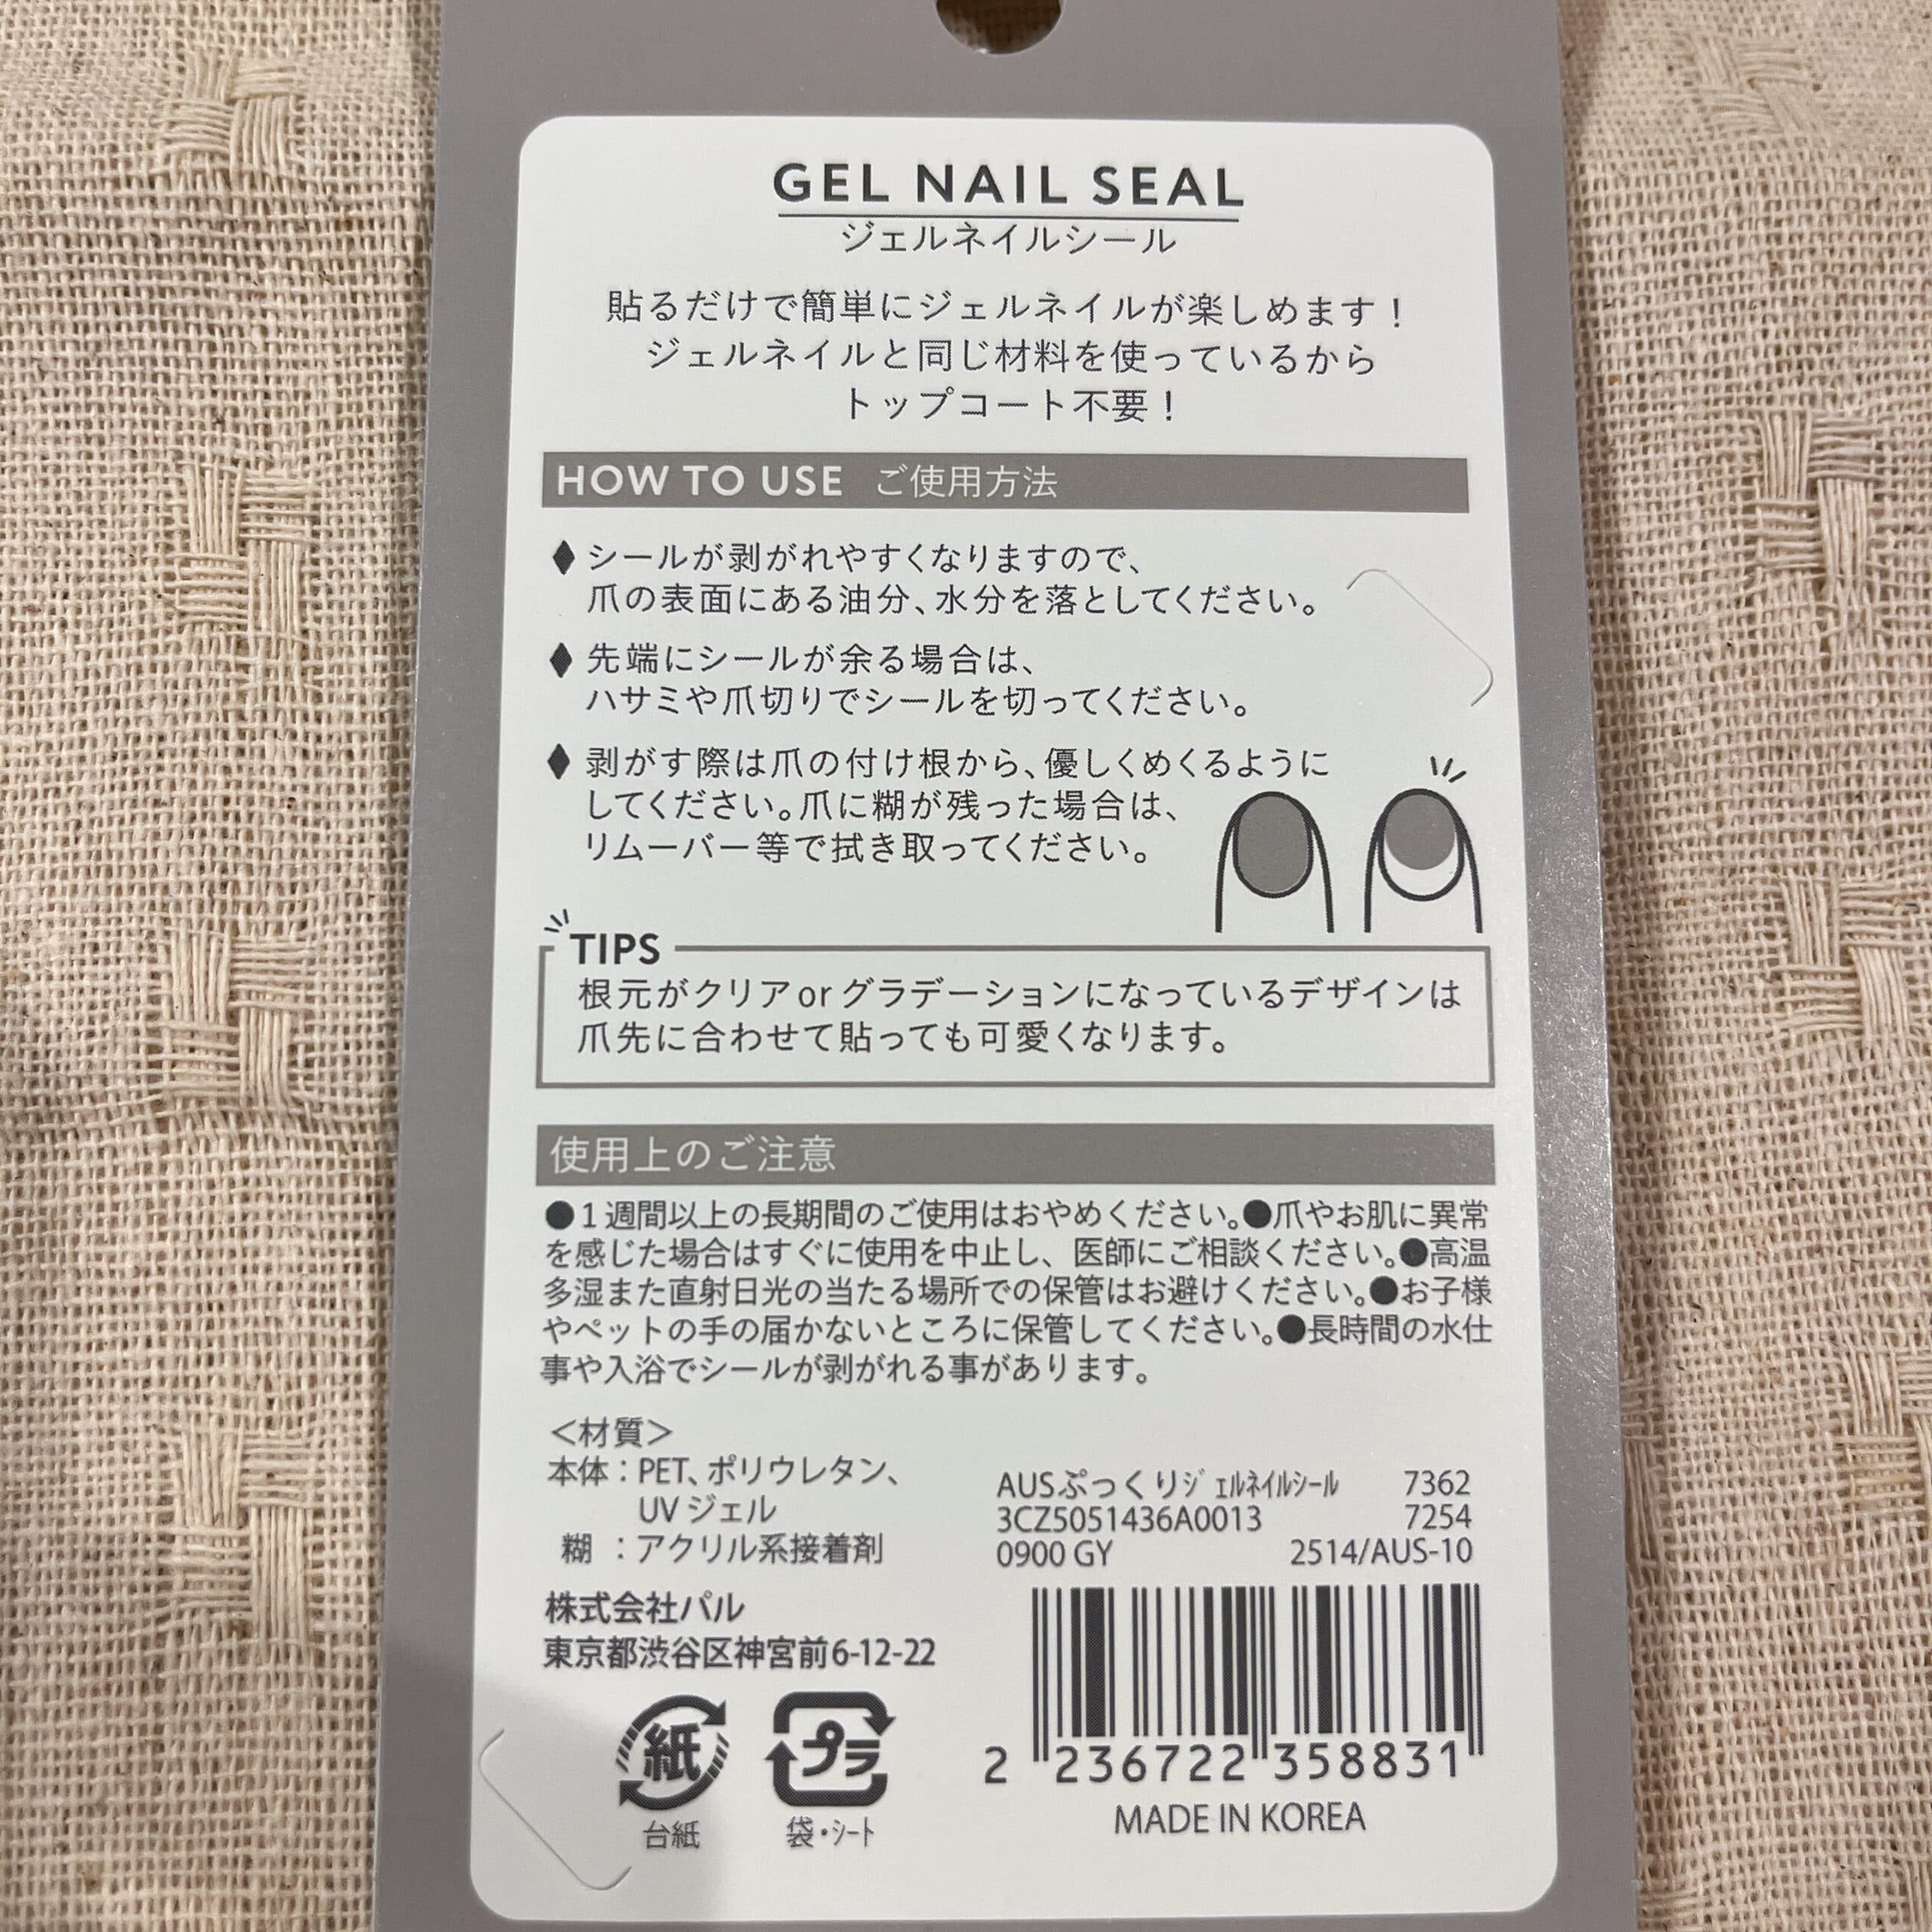 GEL NAIL SEAL
ジェルネイルシール
貼るだけで簡単にジェルネイルが楽しめます！
ジェルネイルと同じ材料を使っているから
トップコート不要！
HOW TO USE ご使用方法
♦シールが剥がれやすくなりますので、
爪の表面にある油分、水分を落としてください。
♦先端にシールが余る場合は、
ハサミや爪切りでシールを切ってください。
♦剥がす際は爪の付け根から、優しくめくるように
してください。爪に糊が残った場合は、
リムーバー等で拭き取ってください。
TIPS
根元がクリアorグラデーションになっているデザインは
爪先に合わせて貼っても可愛くなります。
使用上のご注意
●1週間以上の長期間のご使用はおやめください。●爪やお肌に異常
を感じた場合はすぐに使用を中止し、医師にご相談ください。●高温
多湿また直射日光の当たる場所での保管はお避けください。●お子様
やペットの手の届かないところに保管してください。●長時間の水仕
事や入浴でシールが剥がれる事があります。
＜材質＞
本体：PET、ポリウレタン、
UVジェル
糊：アクリル系接着剤
株式会社パル
東京都渋谷区神宮前6-12-22
紙
台紙
プラ
袋・シート
AUSぷっくりｼﾞｪﾙﾈｲﾙｼｰﾙ 7362
3CZ5051436A0013 7254
0900 GY 2514/AUS-10
2 236722 358831
MADE IN KOREA